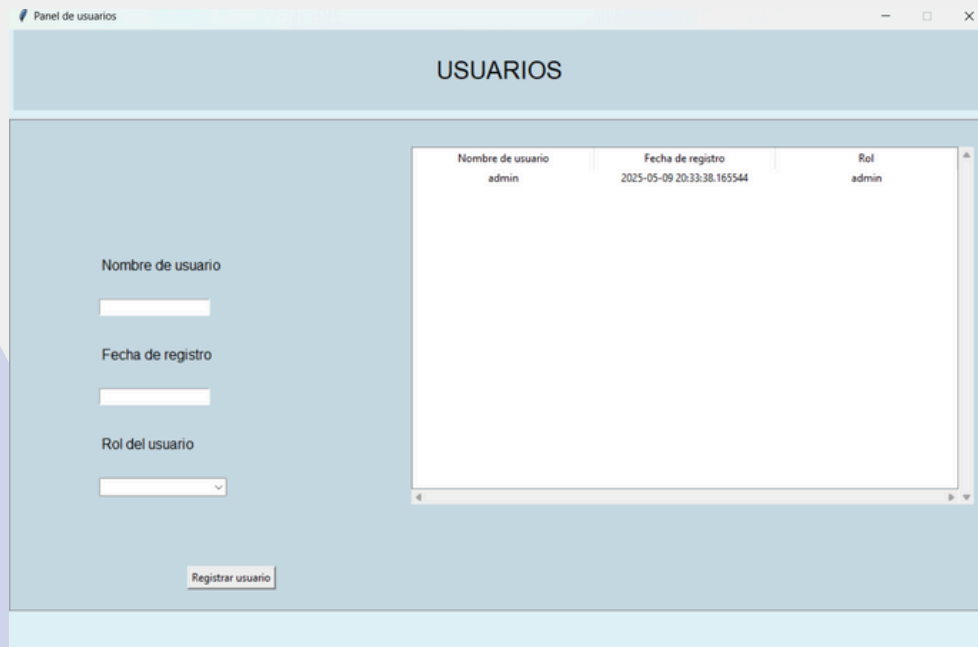 Panel de usuarios
USUARIOS
Nombre de usuario Fecha de registro Rol
admin 2025-05-09 20:33:38.165544 admin
Nombre de usuario
Fecha de registro
Rol del usuario
Registrar usuario